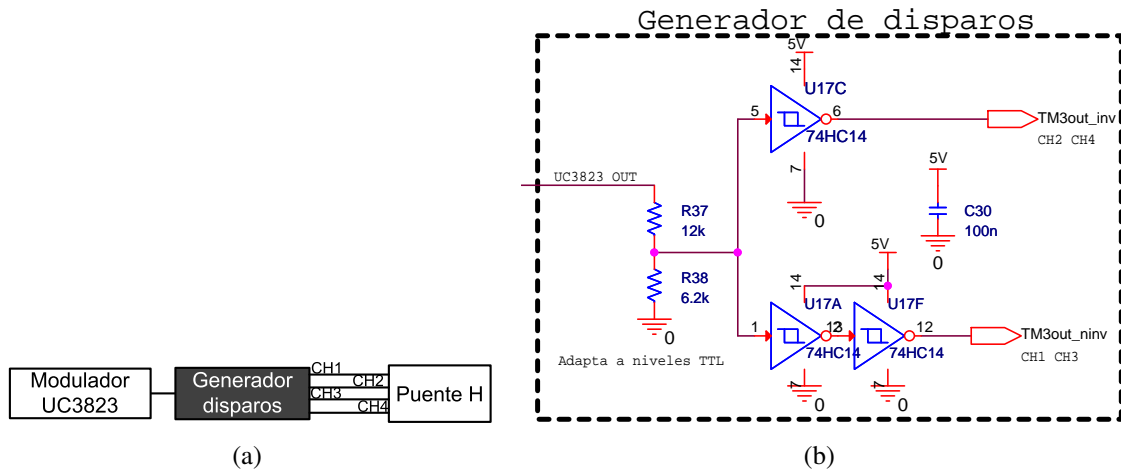 Generador de disparos
5V
14
U17C
5
6
74HC14
7
0
TM3out_inv
CH2 CH4
UC3823 OUT
5V
C30
100n
0
R37
12k
R38
6.2k
0
Adapta a niveles TTL
5V
14
14
U17A
U17F
1
2
13
12
74HC14
74HC14
7
7
0
0
TM3out_ninv
CH1 CH3
Modulador
UC3823
Generador
disparos
CH1
CH2
CH3
CH4
Puente H
(a)
(b)